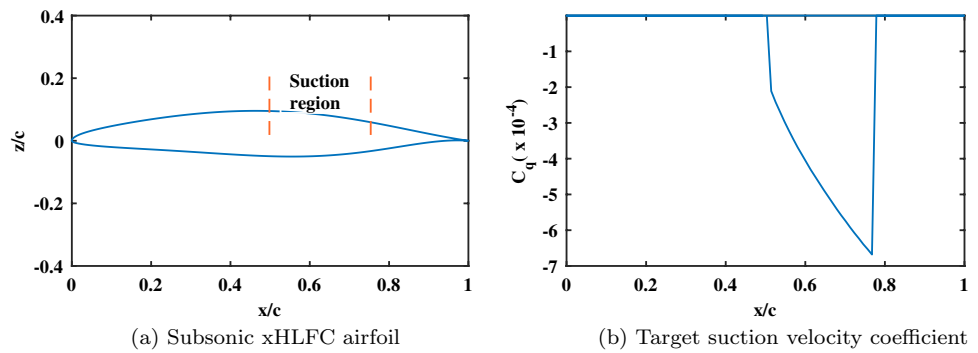 0.4
0.2
0
-0.2
-0.4
z/c
Suction
region
0 0.2 0.4 0.6 0.8 1
x/c
(a) Subsonic xHLFC airfoil
-1
-2
-3
-4
-5
-6
-7
C_q( x 10^-4)
0 0.2 0.4 0.6 0.8 1
x/c
(b) Target suction velocity coefficient